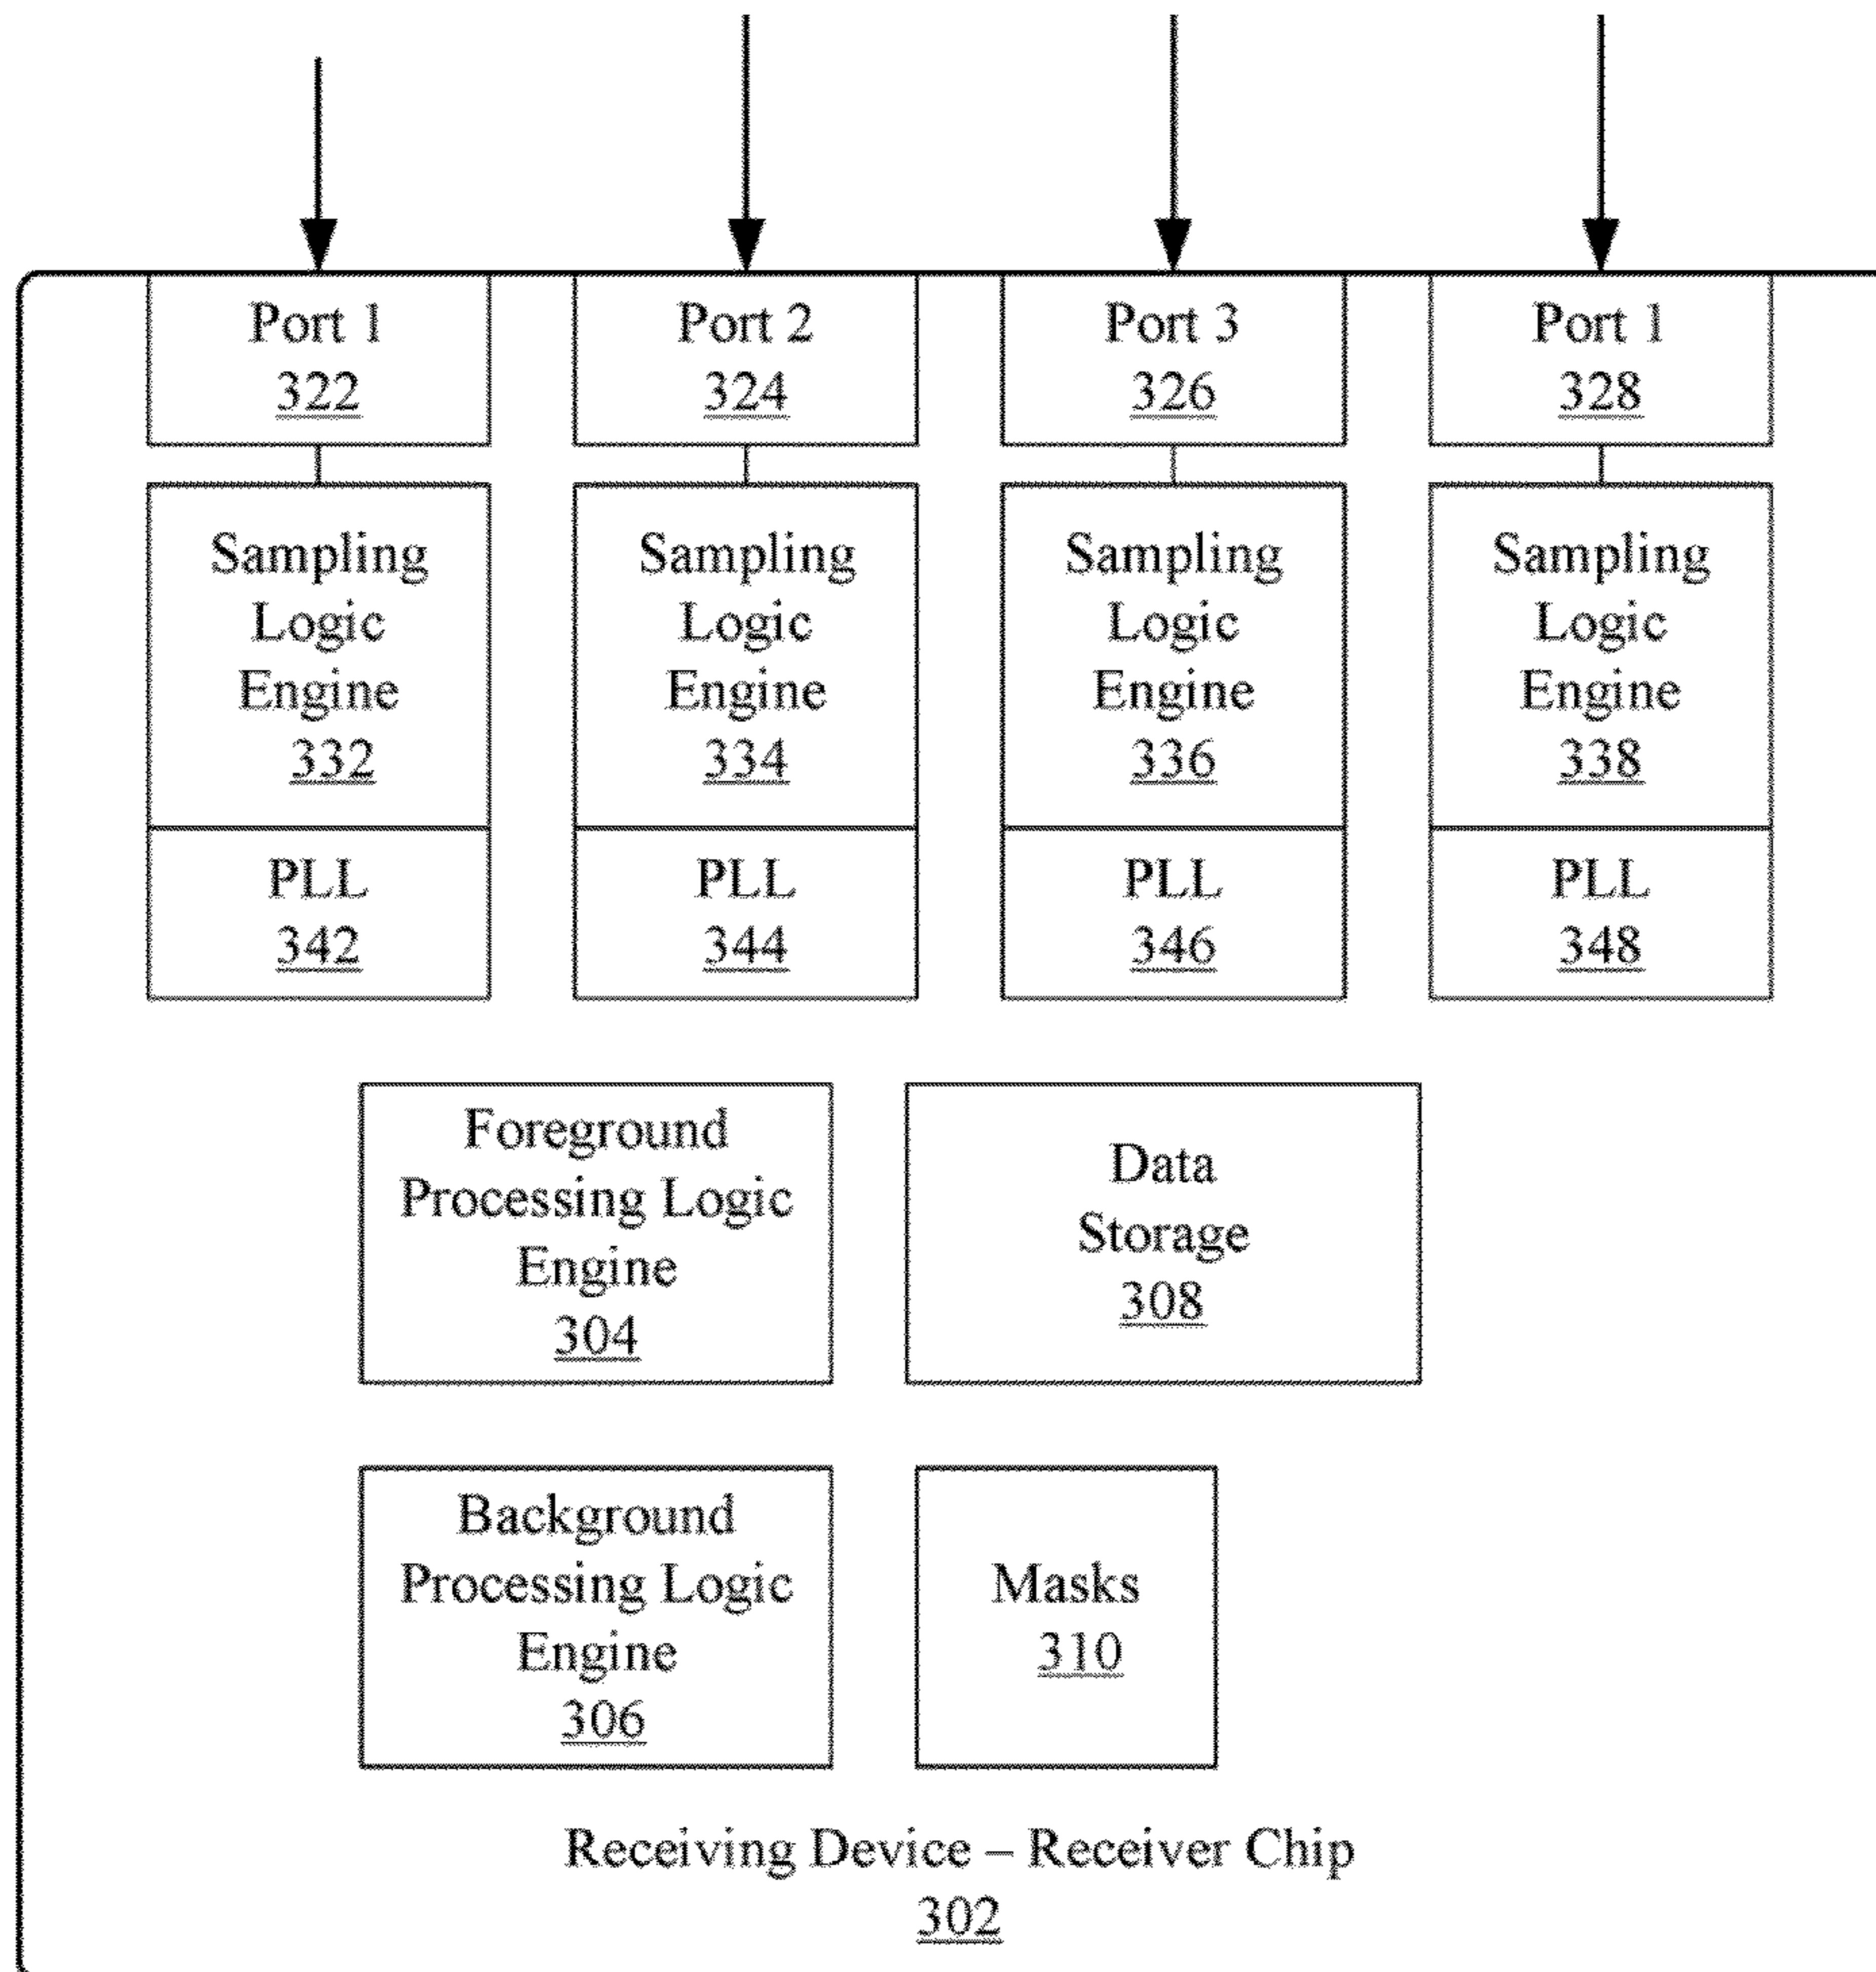 Port 1
322
Port 2
324
Port 3
326
Port 1
328
Sampling
Logic
Engine
332
Sampling
Logic
Engine
334
Sampling
Logic
Engine
336
Sampling
Logic
Engine
338
PLL
342
PLL
344
PLL
346
PLL
348
Foreground
Processing Logic
Engine
304
Data
Storage
308
Background
Processing Logic
Engine
306
Masks
310
Receiving Device – Receiver Chip
302